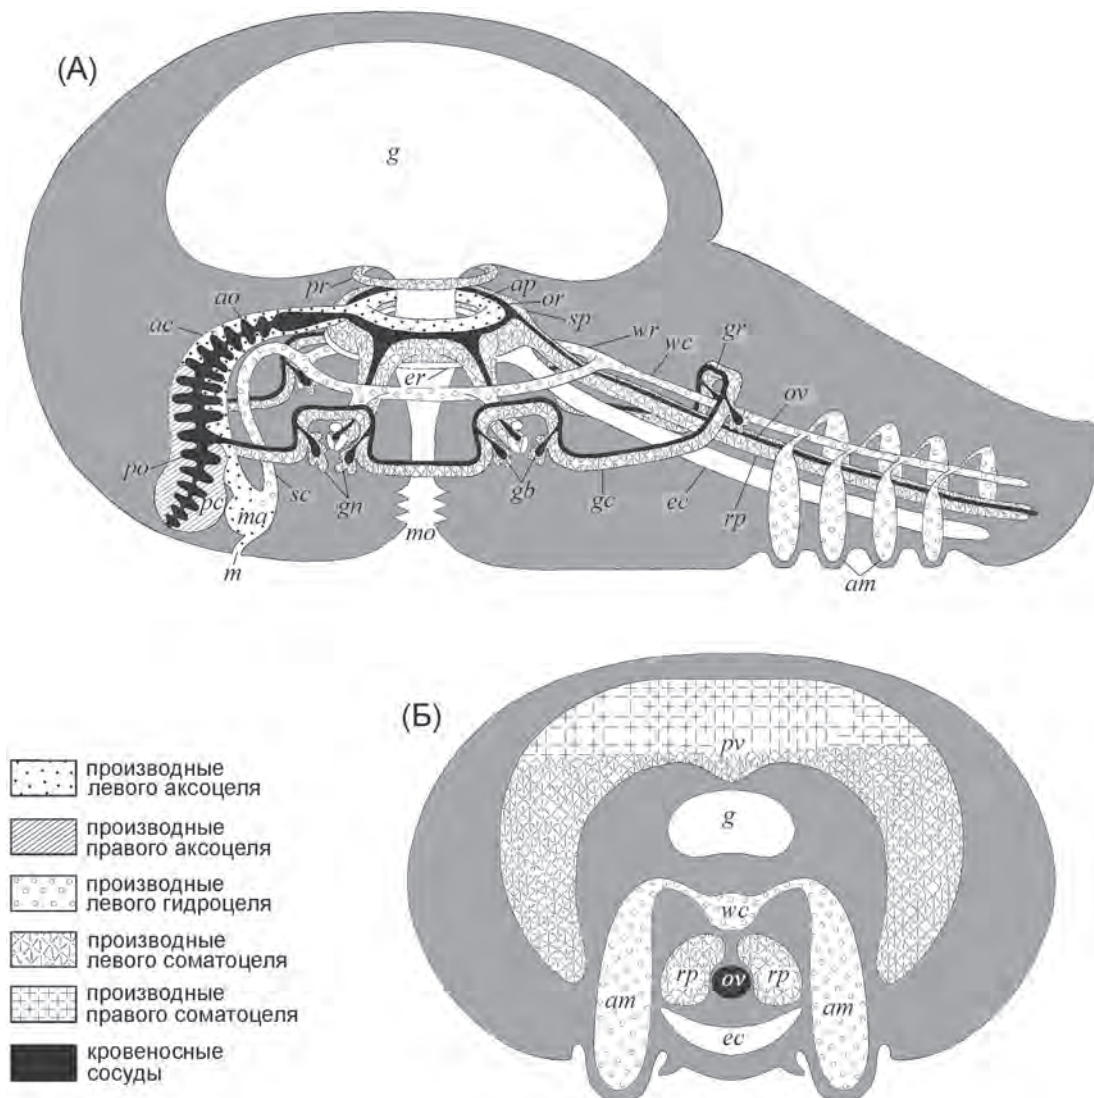 (А)
g
pr
ap
ao
or
ac
sp
wr
gr
wc
er
ov
po
pc
sc
gn
gb
gc
ec
rp
mq
mo
m
am
(Б)
pv
g
wc
rp
ov
rp
am
am
ec
производные
левого аксоцеля
производные
правого аксоцеля
производные
левого гидроцеля
производные
левого соматоцеля
производные
правого соматоцеля
кровеносные
сосуды